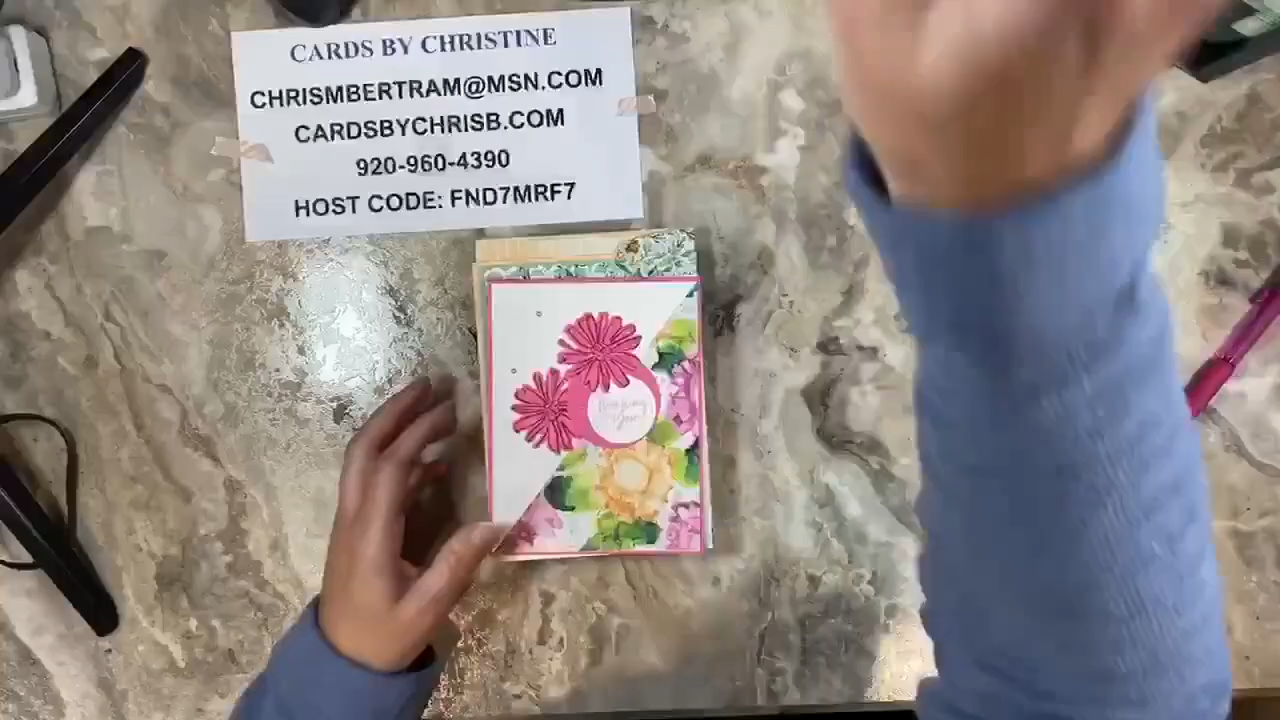 CARDS BY CHRISTINE
CHRISMBERTRAM@MSN.COM
CARDSBYCHRISB.COM
920-960-4390
HOST CODE: FND7MRF7